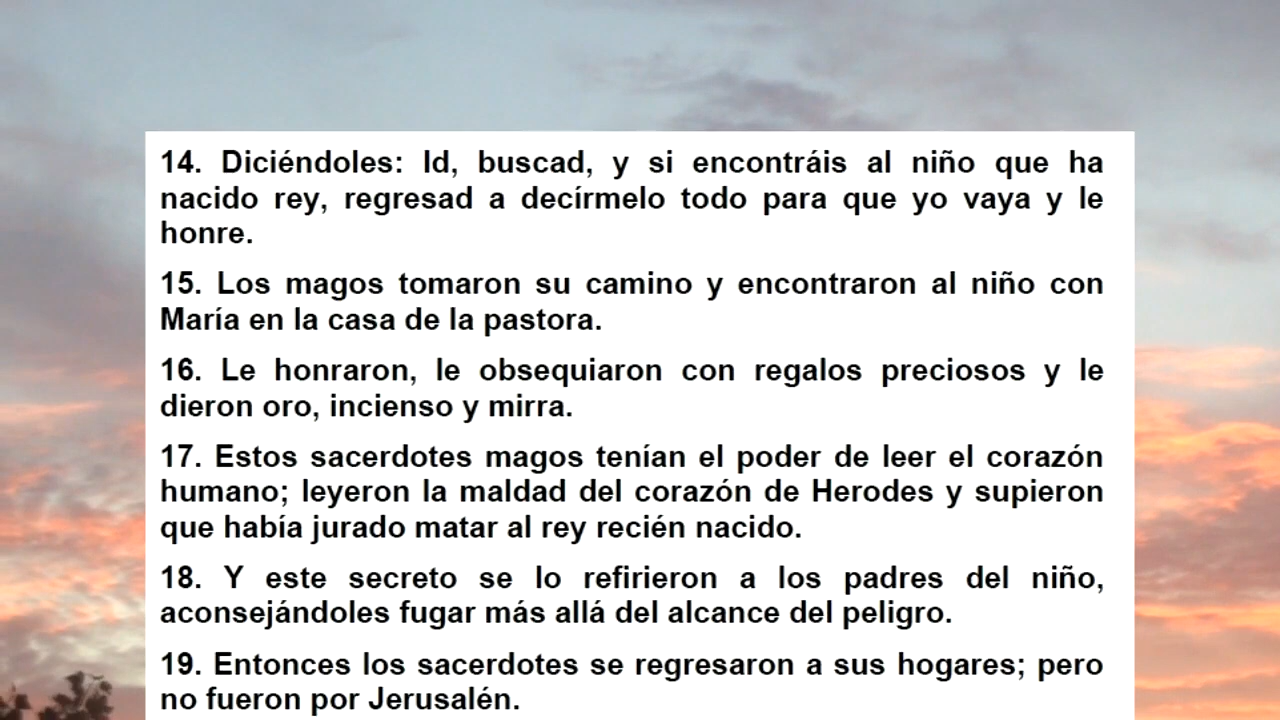 14. Diciéndoles: Id, buscad, y si encontráis al niño que ha
nacido rey, regresad a decírmelo todo para que yo vaya y le
honre.
15. Los magos tomaron su camino y encontraron al niño con
María en la casa de la pastora.
16. Le honraron, le obsequiaron con regalos preciosos y le
dieron oro, incienso y mirra.
17. Estos sacerdotes magos tenían el poder de leer el corazón
humano; leyeron la maldad del corazón de Herodes y supieron
que había jurado matar al rey recién nacido.
18. Y este secreto se lo refirieron a los padres del niño,
aconsejándoles fugar más allá del alcance del peligro.
19. Entonces los sacerdotes se regresaron a sus hogares; pero
no fueron por Jerusalén.